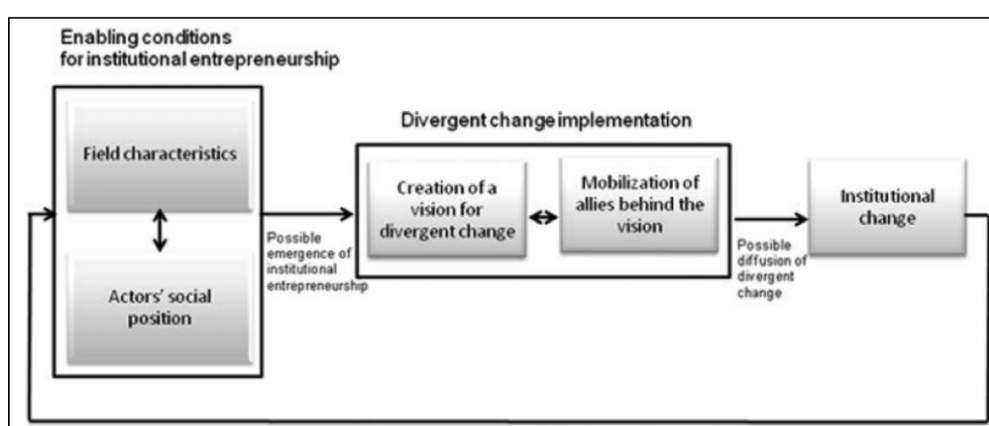 Enabling conditions
for institutional entrepreneurship
Field characteristics
Actors' social
position
Possible
emergence of
institutional
entrepreneurship
Divergent change implementation
Creation of a
vision for
divergent change
Mobilization of
allies behind the
vision
Possible
diffusion of
divergent
change
Institutional
change